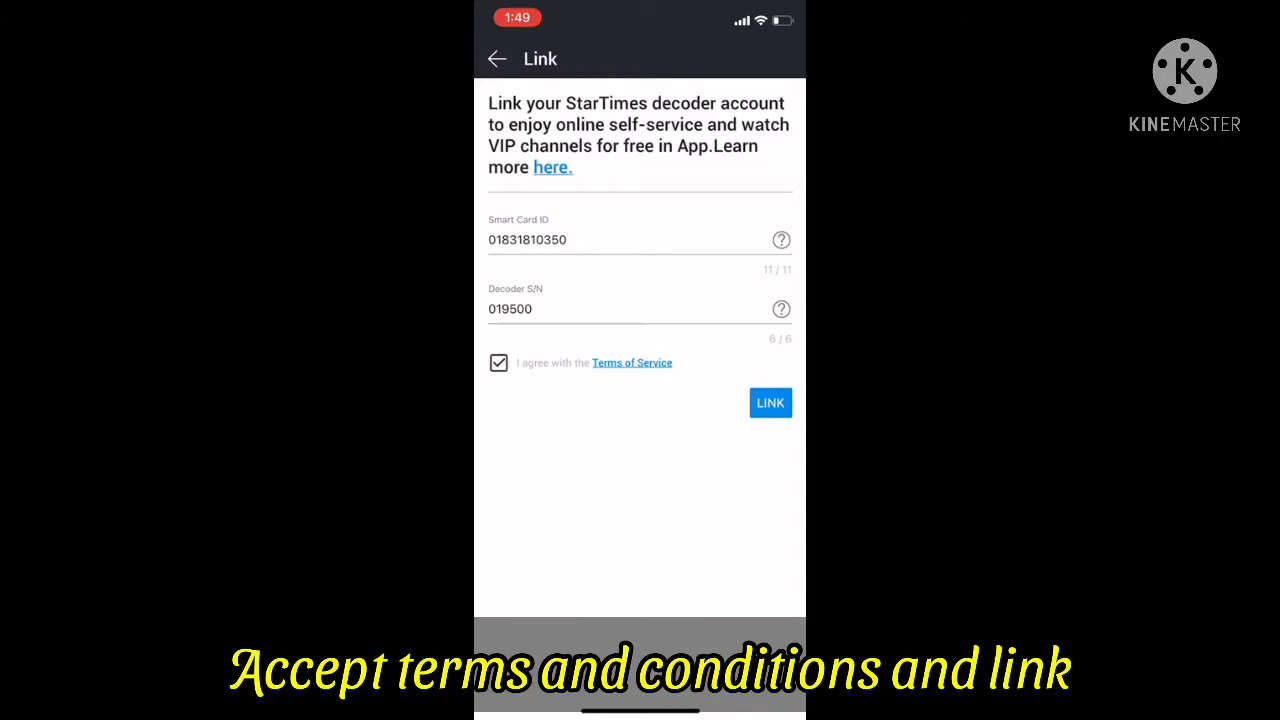 1:49
Link
K
KINEMASTER
Link your StarTimes decoder account
to enjoy online self-service and watch
VIP channels for free in App.Learn
more here.
Smart Card ID
01831810350
?
11 / 11
Decoder S/N
019500
?
6 / 6
I agree with the Terms of Service
LINK
Accept terms and conditions and link